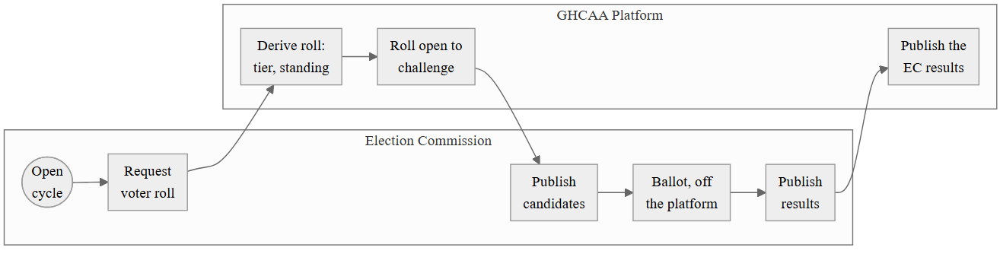 GHCAA Platform
Derive roll:
tier, standing
Roll open to
challenge
Publish the
EC results
Election Commission
Open
cycle
Request
voter roll
Publish
candidates
Ballot, off
the platform
Publish
results